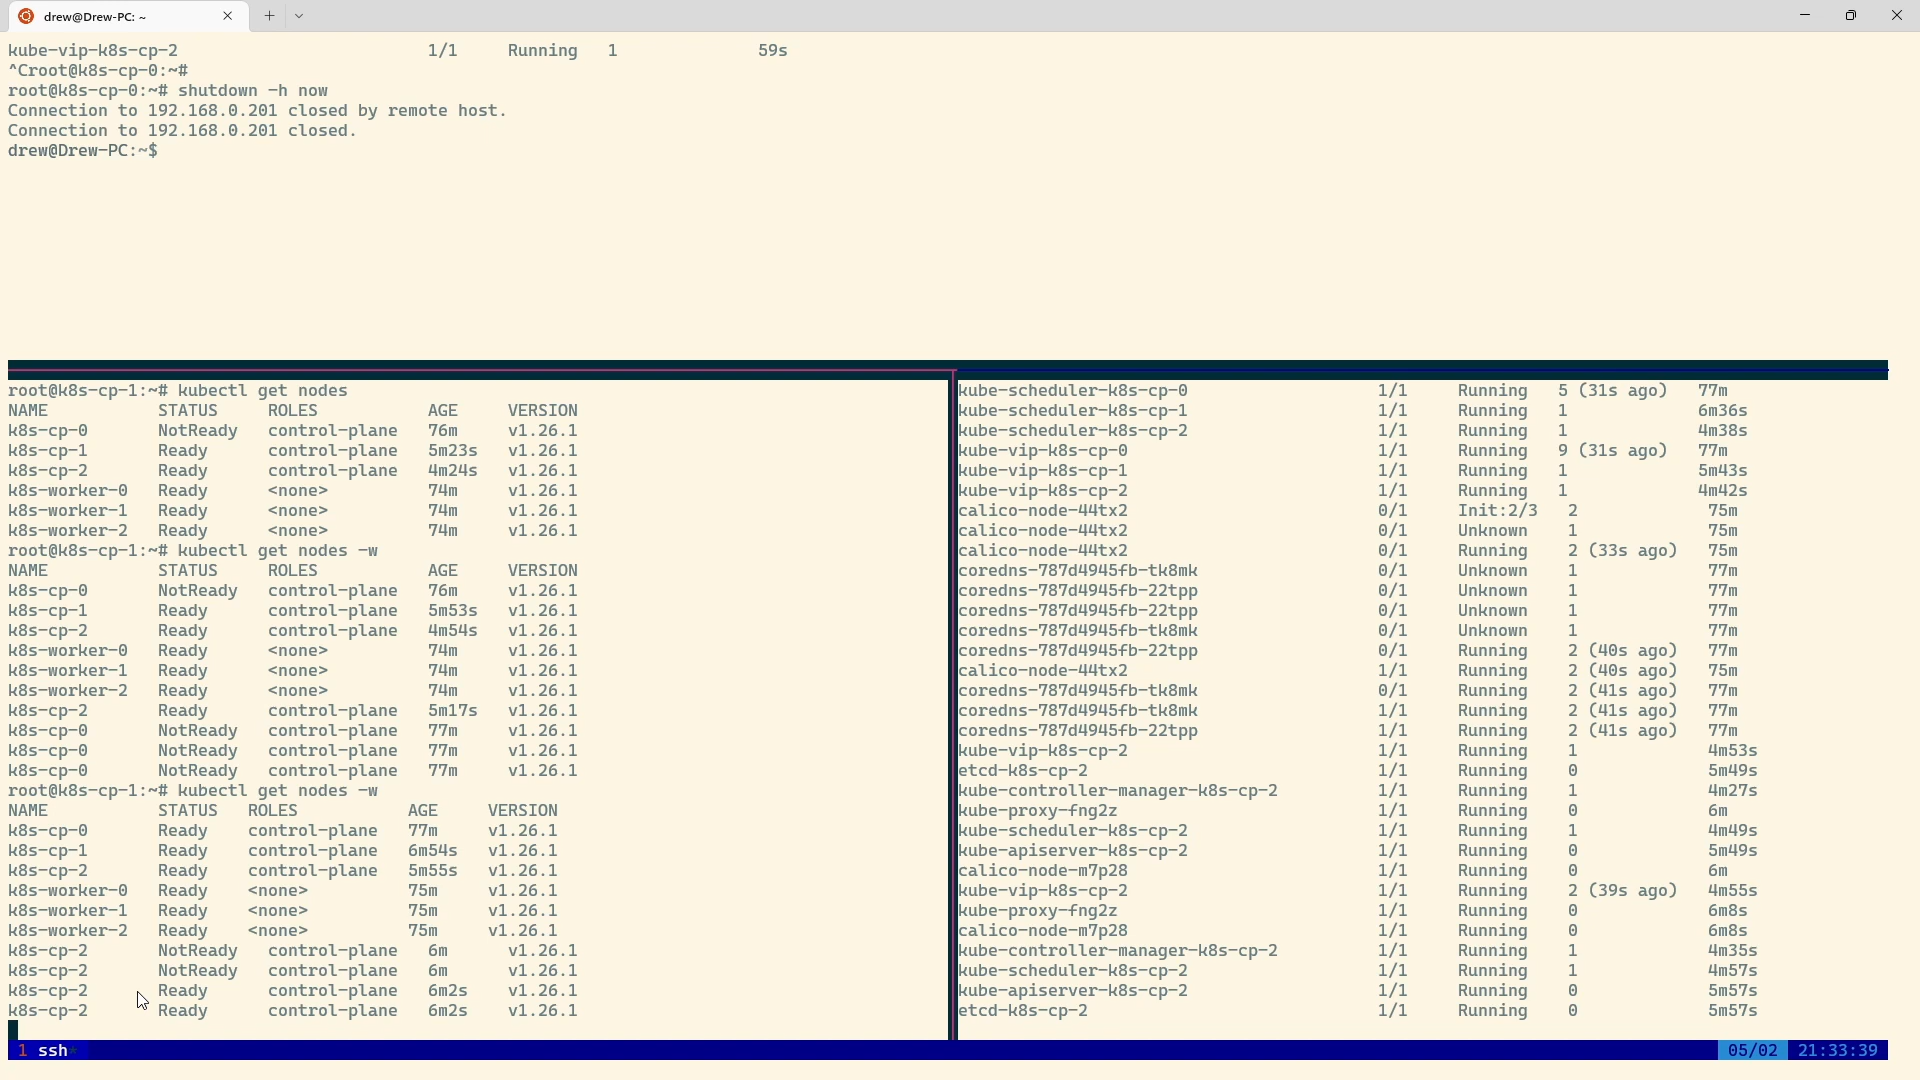 drew@Drew-PC: ~
kube-vip-k8s-cp-2 1/1 Running 1 59s
^Croot@k8s-cp-0:~#
root@k8s-cp-0:~# shutdown -h now
Connection to 192.168.0.201 closed by remote host.
Connection to 192.168.0.201 closed.
drew@Drew-PC:~$
root@k8s-cp-1:~# kubectl get nodes
NAME STATUS ROLES AGE VERSION
k8s-cp-0 NotReady control-plane 76m v1.26.1
k8s-cp-1 Ready control-plane 5m23s v1.26.1
k8s-cp-2 Ready control-plane 4m24s v1.26.1
k8s-worker-0 Ready <none> 74m v1.26.1
k8s-worker-1 Ready <none> 74m v1.26.1
k8s-worker-2 Ready <none> 74m v1.26.1
root@k8s-cp-1:~# kubectl get nodes -w
NAME STATUS ROLES AGE VERSION
k8s-cp-0 NotReady control-plane 76m v1.26.1
k8s-cp-1 Ready control-plane 5m53s v1.26.1
k8s-cp-2 Ready control-plane 4m54s v1.26.1
k8s-worker-0 Ready <none> 74m v1.26.1
k8s-worker-1 Ready <none> 74m v1.26.1
k8s-worker-2 Ready <none> 74m v1.26.1
k8s-cp-2 Ready control-plane 5m17s v1.26.1
k8s-cp-0 NotReady control-plane 77m v1.26.1
k8s-cp-0 NotReady control-plane 77m v1.26.1
k8s-cp-0 NotReady control-plane 77m v1.26.1
root@k8s-cp-1:~# kubectl get nodes -w
NAME STATUS ROLES AGE VERSION
k8s-cp-0 Ready control-plane 77m v1.26.1
k8s-cp-1 Ready control-plane 6m54s v1.26.1
k8s-cp-2 Ready control-plane 5m55s v1.26.1
k8s-worker-0 Ready <none> 75m v1.26.1
k8s-worker-1 Ready <none> 75m v1.26.1
k8s-worker-2 Ready <none> 75m v1.26.1
k8s-cp-2 NotReady control-plane 6m v1.26.1
k8s-cp-2 NotReady control-plane 6m v1.26.1
k8s-cp-2 Ready control-plane 6m2s v1.26.1
k8s-cp-2 Ready control-plane 6m2s v1.26.1
kube-scheduler-k8s-cp-0 1/1 Running 5 (31s ago) 77m
kube-scheduler-k8s-cp-1 1/1 Running 1 6m36s
kube-scheduler-k8s-cp-2 1/1 Running 1 4m38s
kube-vip-k8s-cp-0 1/1 Running 9 (31s ago) 77m
kube-vip-k8s-cp-1 1/1 Running 1 5m43s
kube-vip-k8s-cp-2 1/1 Running 1 4m42s
calico-node-44tx2 0/1 Init:2/3 2 75m
calico-node-44tx2 0/1 Unknown 1 75m
calico-node-44tx2 0/1 Running 2 (33s ago) 75m
coredns-787d4945fb-tk8mk 0/1 Unknown 1 77m
coredns-787d4945fb-22tpp 0/1 Unknown 1 77m
coredns-787d4945fb-22tpp 0/1 Unknown 1 77m
coredns-787d4945fb-tk8mk 0/1 Unknown 1 77m
coredns-787d4945fb-22tpp 0/1 Running 2 (40s ago) 77m
calico-node-44tx2 1/1 Running 2 (40s ago) 75m
coredns-787d4945fb-tk8mk 0/1 Running 2 (41s ago) 77m
coredns-787d4945fb-tk8mk 1/1 Running 2 (41s ago) 77m
coredns-787d4945fb-22tpp 1/1 Running 2 (41s ago) 77m
kube-vip-k8s-cp-2 1/1 Running 1 4m53s
etcd-k8s-cp-2 1/1 Running 0 5m49s
kube-controller-manager-k8s-cp-2 1/1 Running 1 4m27s
kube-proxy-fng2z 1/1 Running 0 6m
kube-scheduler-k8s-cp-2 1/1 Running 1 4m49s
kube-apiserver-k8s-cp-2 1/1 Running 0 5m49s
calico-node-m7p28 1/1 Running 0 6m
kube-vip-k8s-cp-2 1/1 Running 2 (39s ago) 4m55s
kube-proxy-fng2z 1/1 Running 0 6m8s
calico-node-m7p28 1/1 Running 0 6m8s
kube-controller-manager-k8s-cp-2 1/1 Running 1 4m35s
kube-scheduler-k8s-cp-2 1/1 Running 1 4m57s
kube-apiserver-k8s-cp-2 1/1 Running 0 5m57s
etcd-k8s-cp-2 1/1 Running 0 5m57s
1 ssh* 05/02 21:33:39